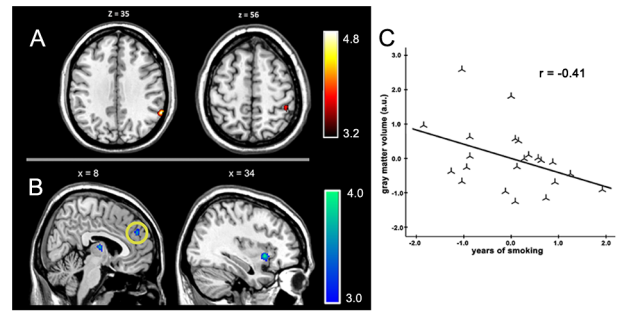 A
Z = 35
z = 56
4.8
3.2
B
x = 8
x = 34
4.0
3.0
C
r = -0.41
gray matter volume (a.u.)
3.0
2.0
1.0
0.0
-1.0
-2.0
-2.0
-1.0
0.0
1.0
2.0
years of smoking